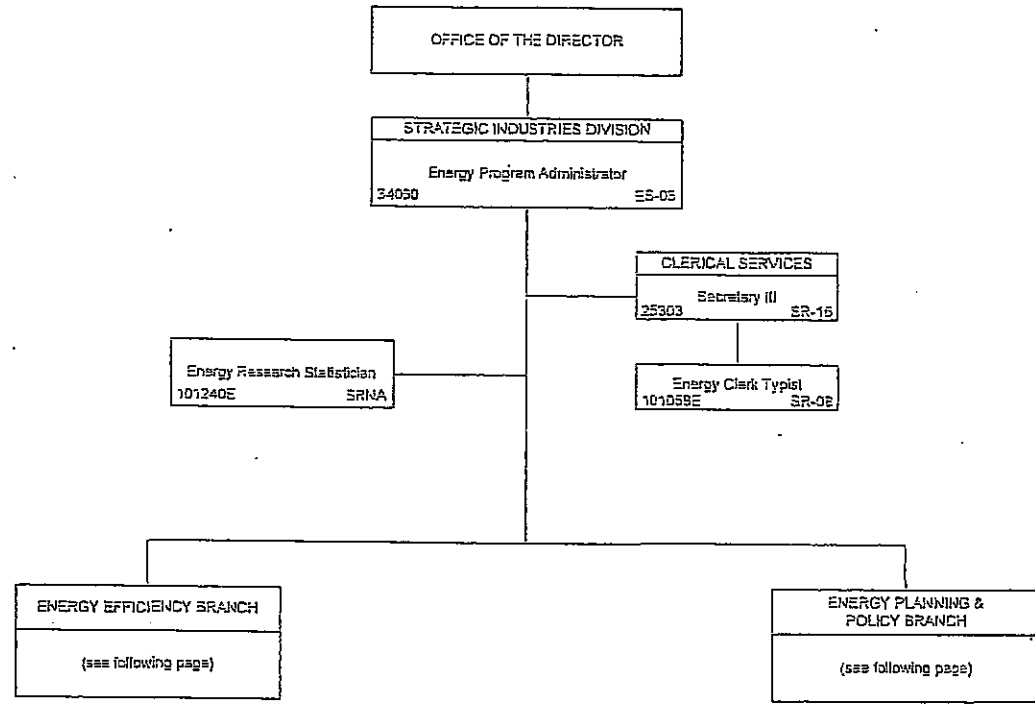 OFFICE OF THE DIRECTOR
STRATEGIC INDUSTRIES DIVISION
Energy Program Administrator
34060 ES-03
CLERICAL SERVICES
Secretary III
25303 SR-16
Energy Research Statistician
101240E SRNA
Energy Clerk Typist
101059E SR-08
ENERGY EFFICIENCY BRANCH
(see following page)
ENERGY PLANNING &
POLICY BRANCH
(see following page)